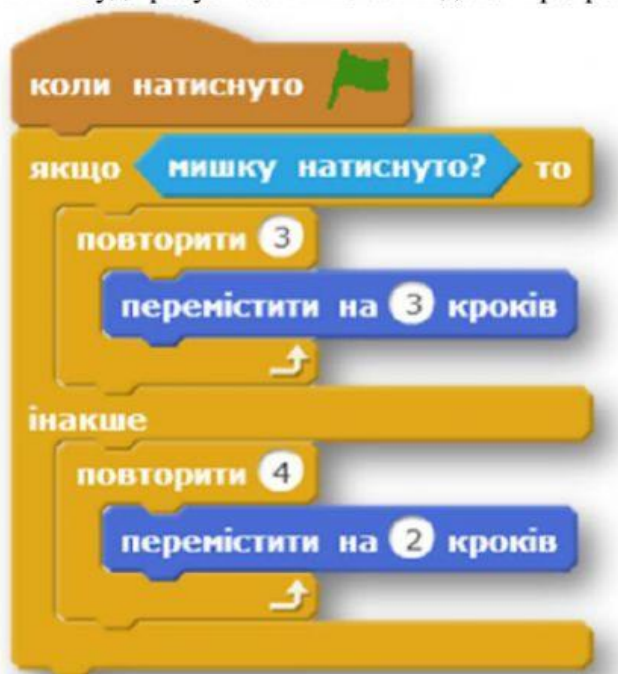 коли натиснуто
якщо мишку натиснуто? то
повторити 3
перемістити на 3 кроків
інакше
повторити 4
перемістити на 2 кроків